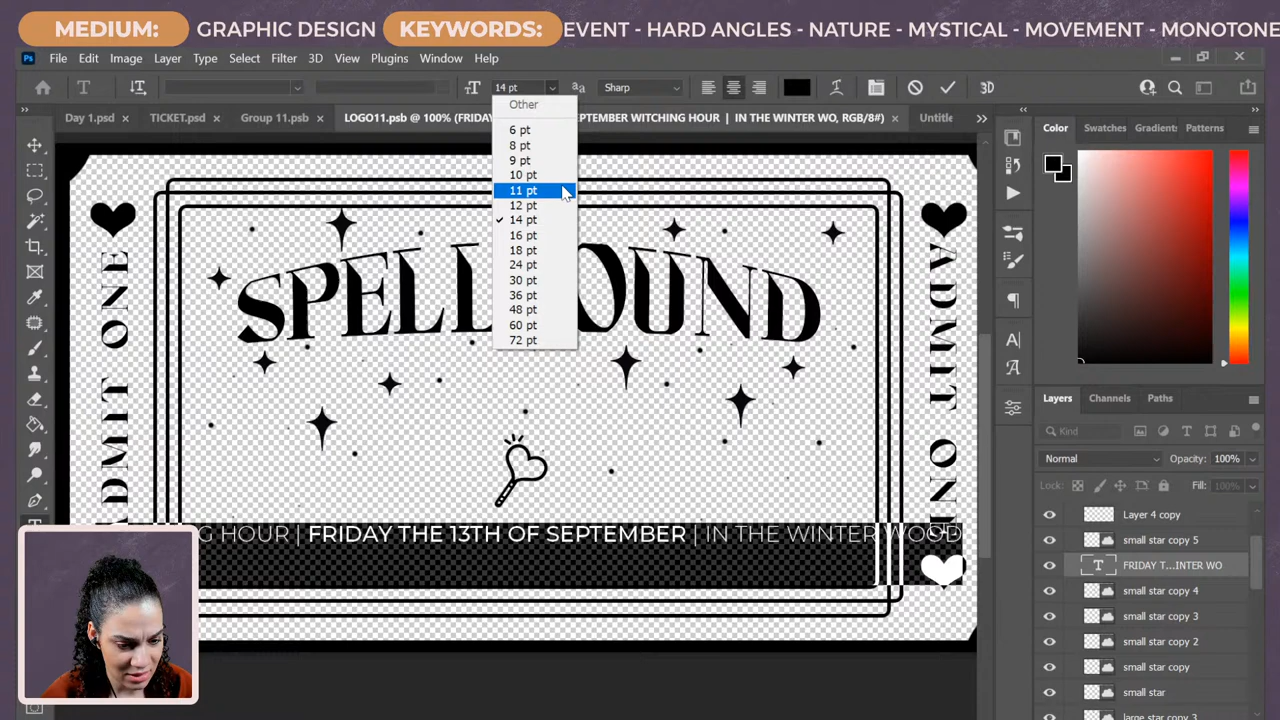 MEDIUM: GRAPHIC DESIGN KEYWORDS: EVENT - HARD ANGLES - NATURE - MYSTICAL - MOVEMENT - MONOTONE
Ps File Edit Image Layer Type Select Filter 3D View Plugins Window Help
T 14 pt Sharp 3D
Day 1.psd × TICKET.psd × Group 11.psb × LOGO11.psb @ 100% (FRIDAY SEPTEMBER WITCHING HOUR | IN THE WINTER WO, RGB/8#) × Untitle
Other
6 pt
8 pt
9 pt
10 pt
11 pt
12 pt
14 pt
16 pt
18 pt
24 pt
30 pt
36 pt
48 pt
60 pt
72 pt
ADMIT ONE
SPELL OUND
ADMIT ONE
G HOUR | FRIDAY THE 13TH OF SEPTEMBER | IN THE WINTER WOOD
Color Swatches Gradients Patterns
Layers Channels Paths
Kind
Normal Opacity: 100%
Lock: Fill: 100%
Layer 4 copy
small star copy 5
T FRIDAY T...INTER WO
small star copy 4
small star copy 3
small star copy 2
small star copy
small star
large star copy 3